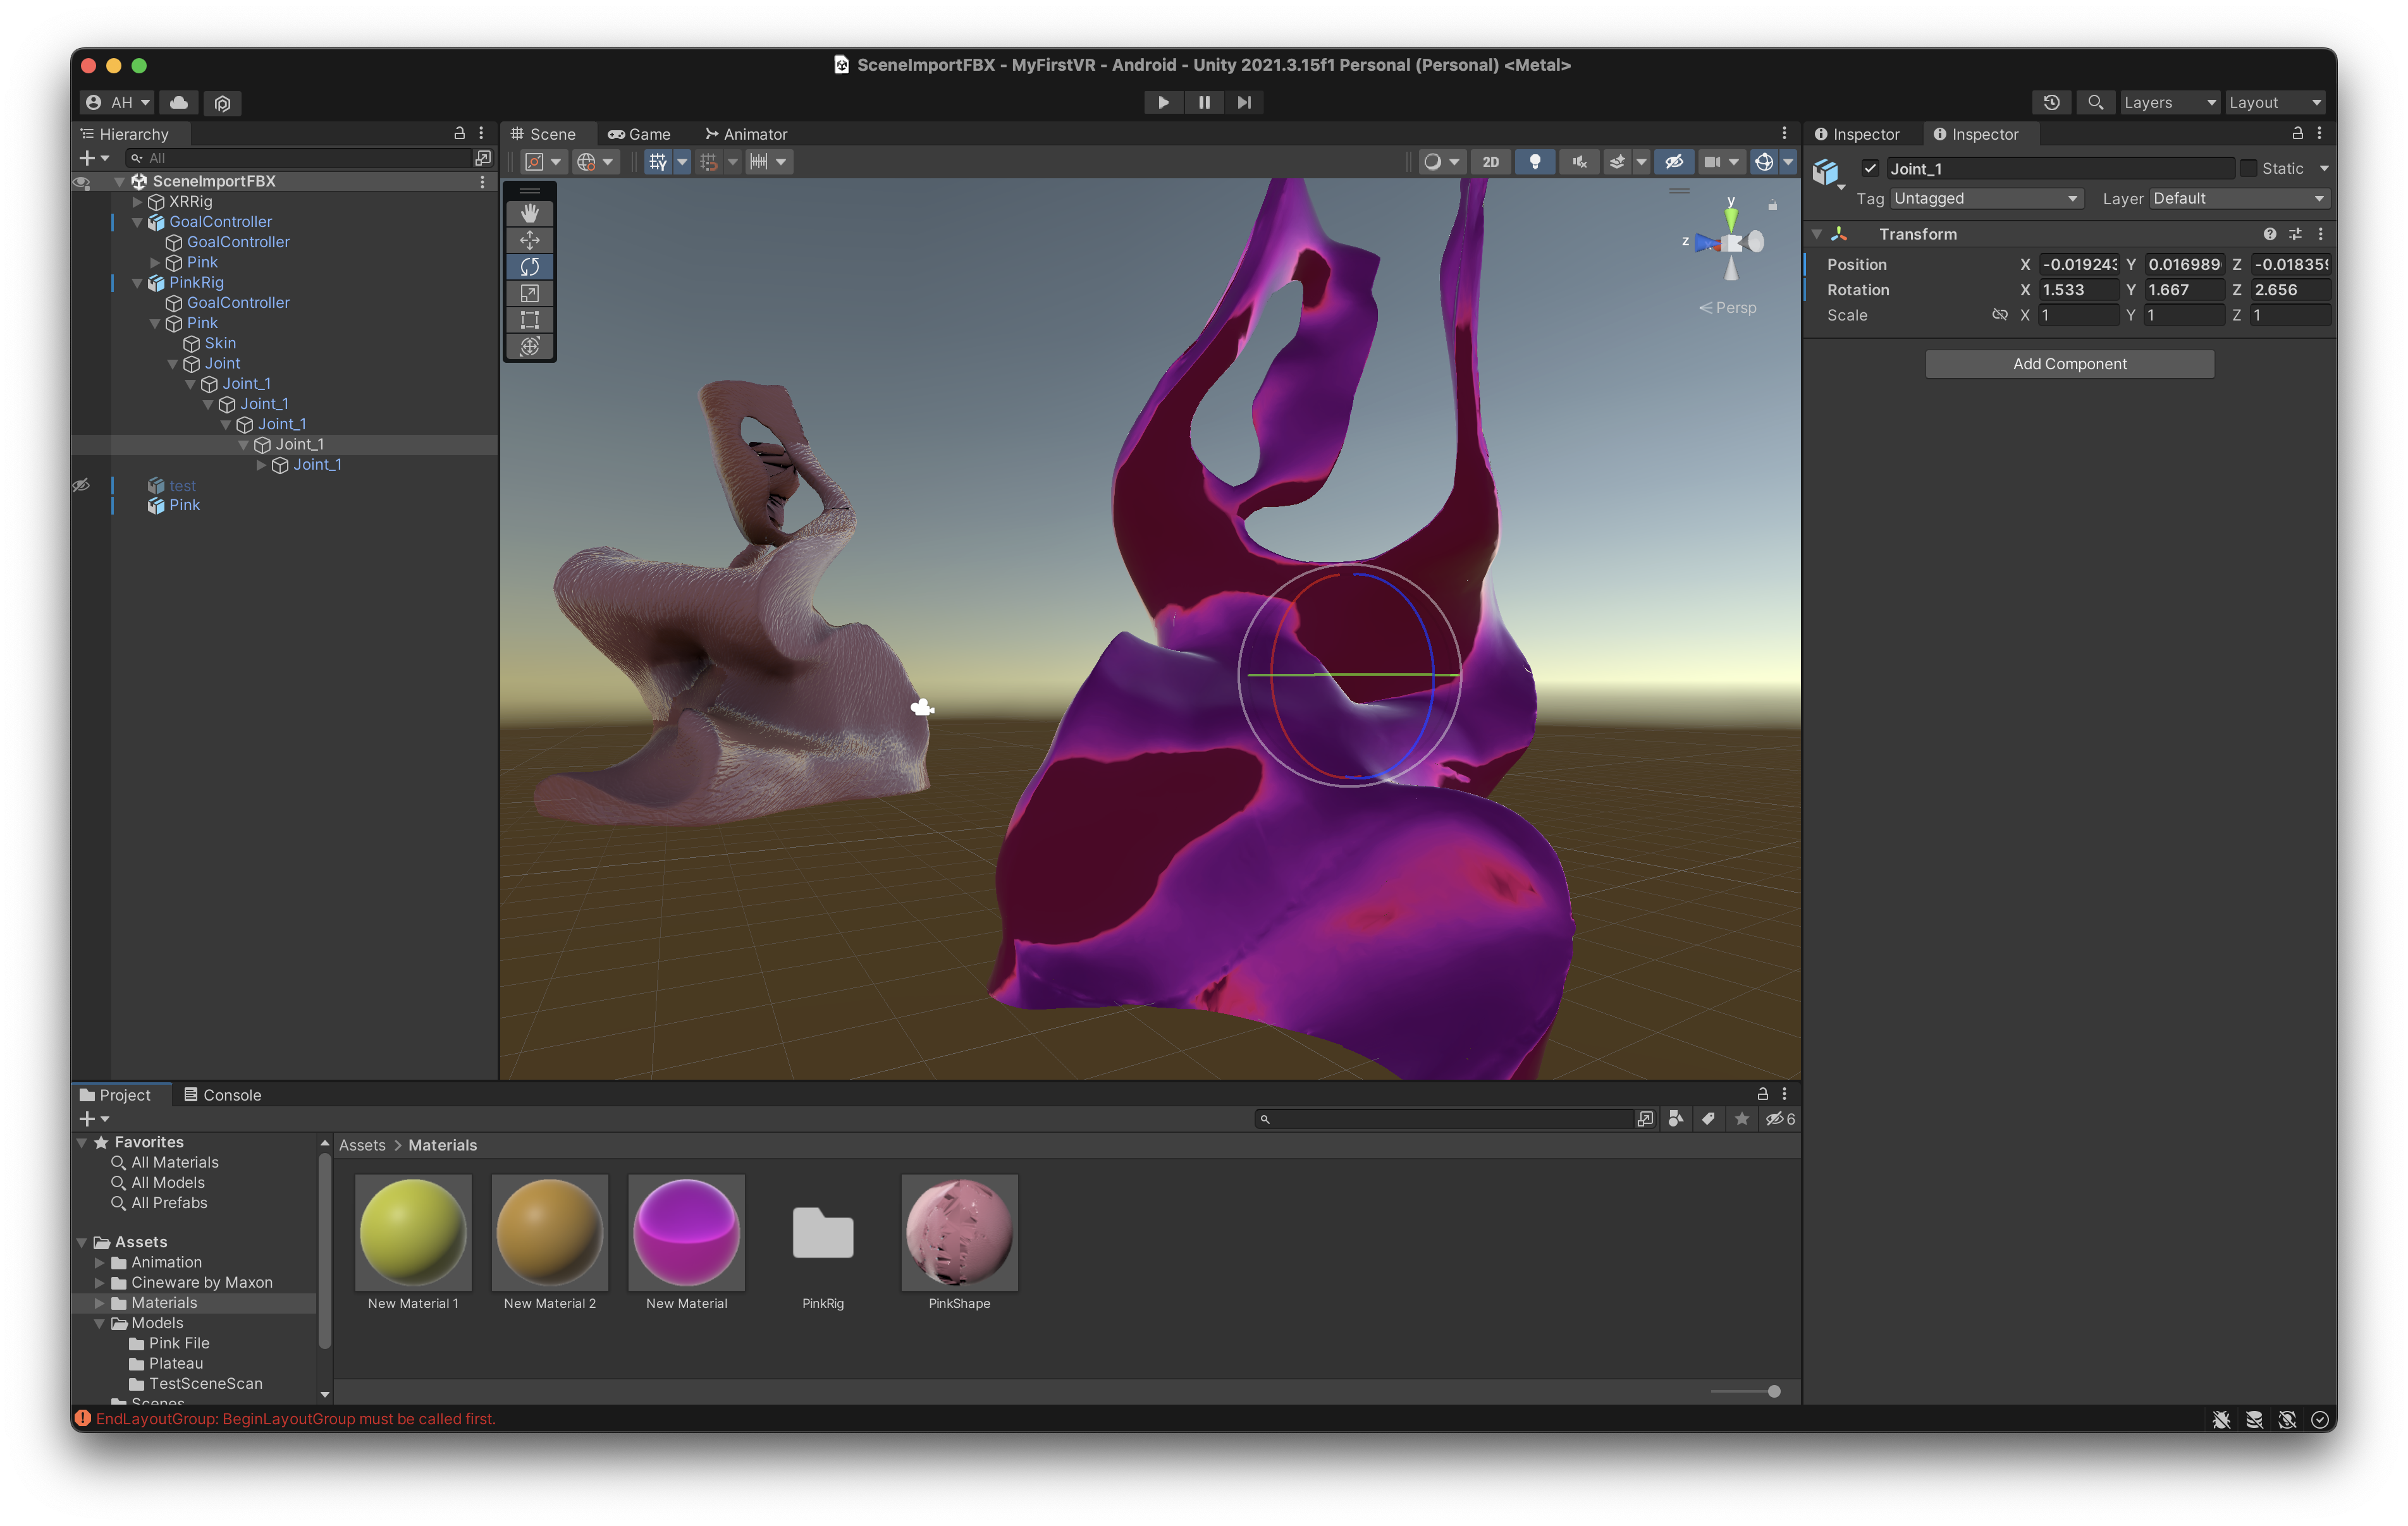 SceneImportFBX - MyFirstVR - Android - Unity 2021.3.15f1 Personal (Personal) <Metal>
AH
Layers
Layout
Hierarchy
All
SceneImportFBX
XRRig
GoalController
GoalController
Pink
PinkRig
GoalController
Pink
Skin
Joint
Joint_1
Joint_1
Joint_1
Joint_1
Joint_1
test
Pink
Scene
Game
Animator
2D
y
z
Persp
Inspector
Inspector
Joint_1
Static
Tag Untagged
Layer Default
Transform
Position X -0.019243 Y 0.016989 Z -0.01835
Rotation X 1.533 Y 1.667 Z 2.656
Scale X 1 Y 1 Z 1
Add Component
Project
Console
6
Favorites
All Materials
All Models
All Prefabs
Assets
Animation
Cineware by Maxon
Materials
Models
Pink File
Plateau
TestSceneScan
Scenes
Assets > Materials
New Material 1
New Material 2
New Material
PinkRig
PinkShape
EndLayoutGroup: BeginLayoutGroup must be called first.